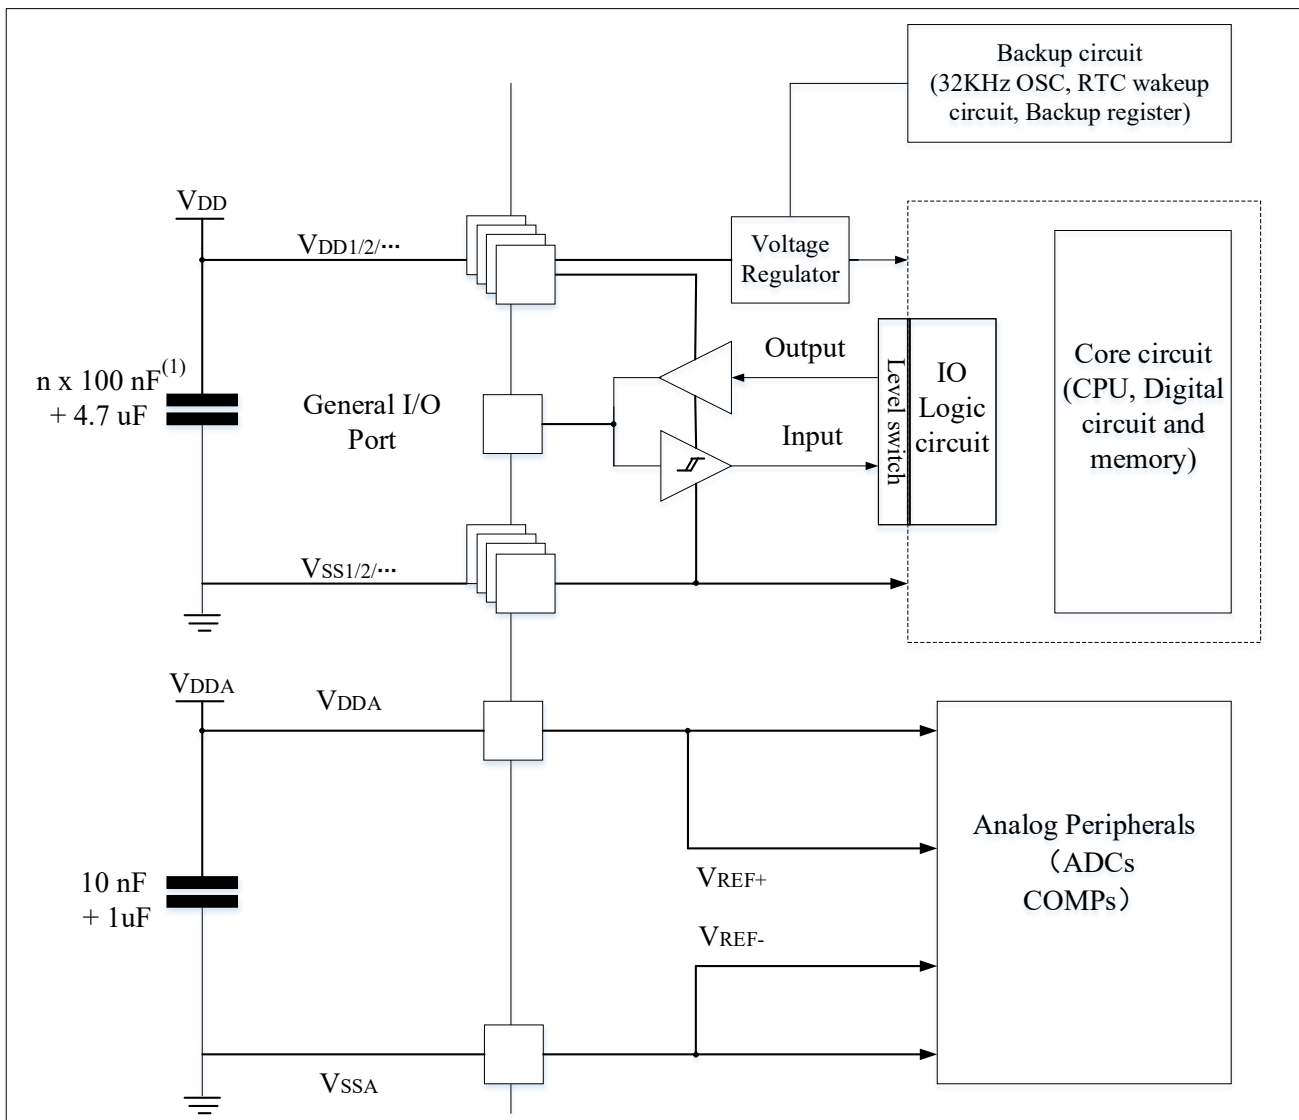 Backup circuit
(32KHz OSC, RTC wakeup
circuit, Backup register)
VDD
VDD1/2/···
Voltage
Regulator
n x 100 nF(1)
+ 4.7 uF
General I/O
Port
Output
Input
Level switch
IO
Logic
circuit
Core circuit
(CPU, Digital
circuit and
memory)
VSS1/2/···
VDDA
VDDA
10 nF
+ 1uF
VREF+
VREF-
Analog Peripherals
（ADCs
COMPs）
VSSA